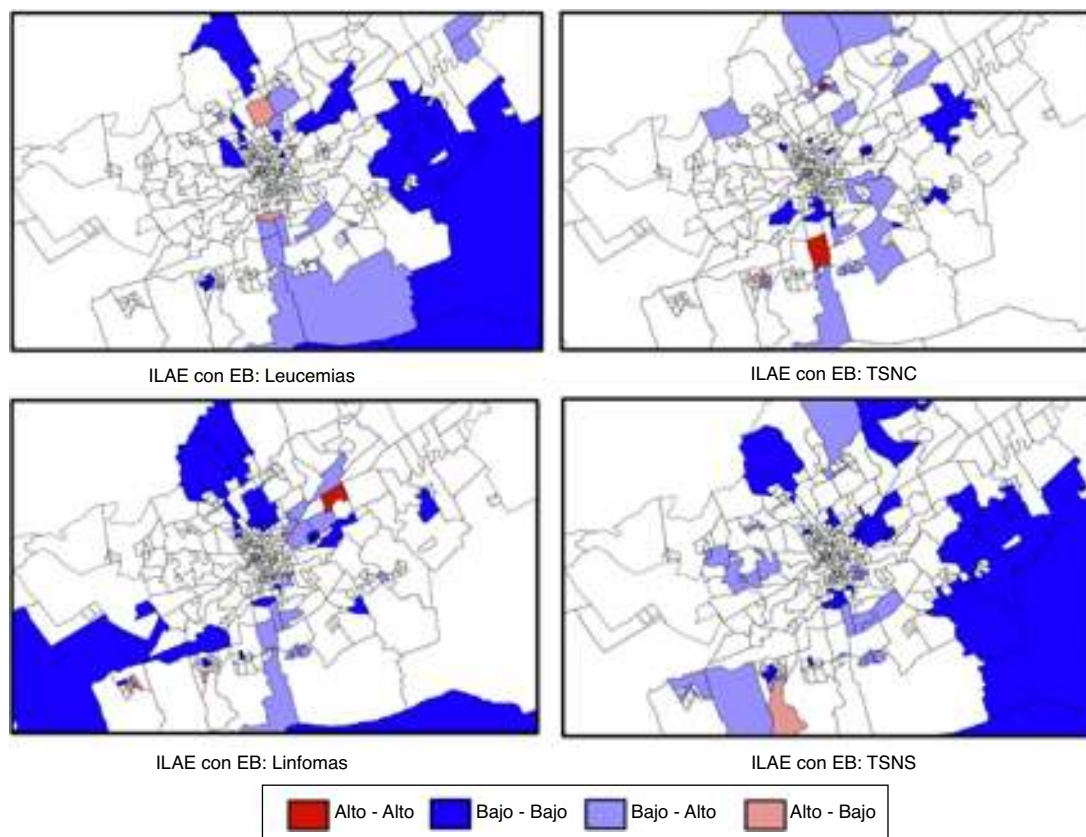 ILAE con EB: Leucemias
ILAE con EB: TSNC
ILAE con EB: Linfomas
ILAE con EB: TSNS
Alto - Alto
Bajo - Bajo
Bajo - Alto
Alto - Bajo